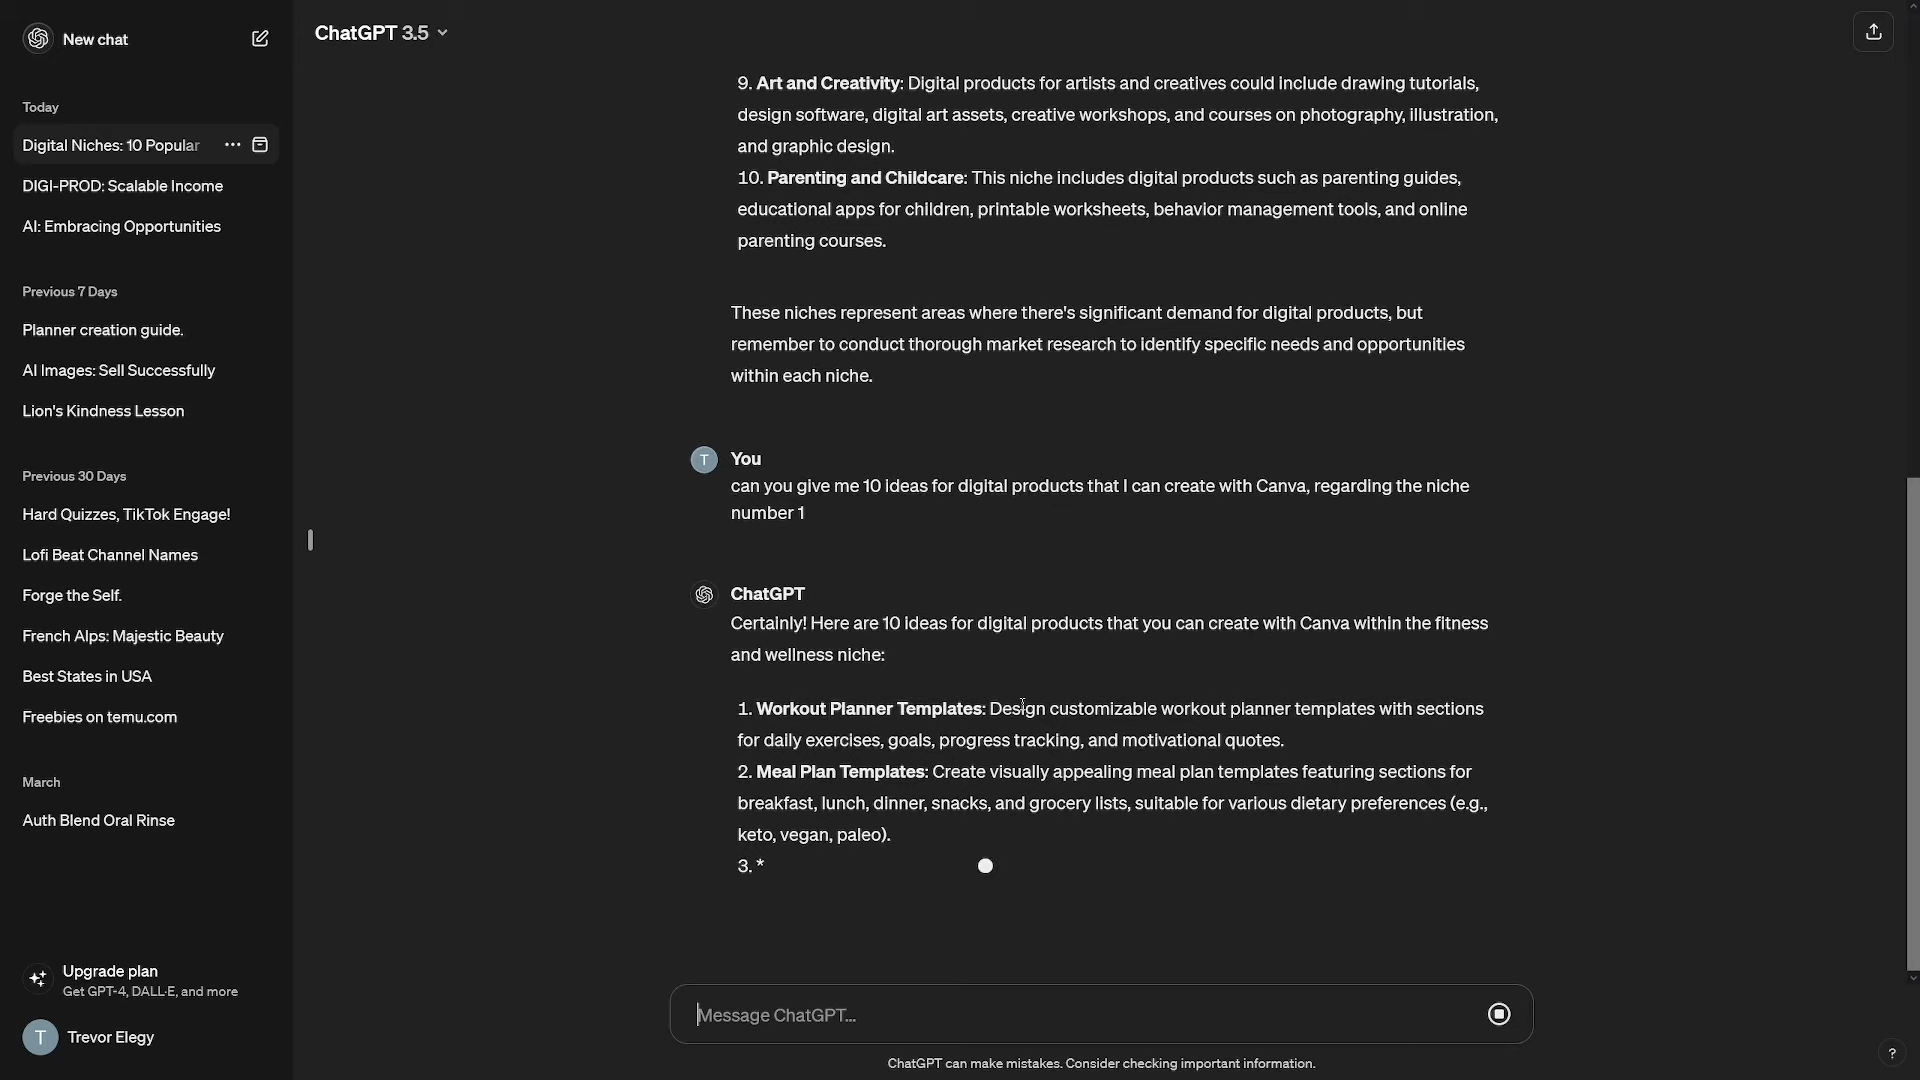 New chat
Today
Digital Niches: 10 Popular
DIGI-PROD: Scalable Income
AI: Embracing Opportunities
Previous 7 Days
Planner creation guide.
AI Images: Sell Successfully
Lion's Kindness Lesson
Previous 30 Days
Hard Quizzes, TikTok Engage!
Lofi Beat Channel Names
Forge the Self.
French Alps: Majestic Beauty
Best States in USA
Freebies on temu.com
March
Auth Blend Oral Rinse
Upgrade plan
Get GPT-4, DALL·E, and more
T
Trevor Elegy
ChatGPT 3.5
9. Art and Creativity: Digital products for artists and creatives could include drawing tutorials,
design software, digital art assets, creative workshops, and courses on photography, illustration,
and graphic design.
10. Parenting and Childcare: This niche includes digital products such as parenting guides,
educational apps for children, printable worksheets, behavior management tools, and online
parenting courses.
These niches represent areas where there's significant demand for digital products, but
remember to conduct thorough market research to identify specific needs and opportunities
within each niche.
T
You
can you give me 10 ideas for digital products that I can create with Canva, regarding the niche
number 1
ChatGPT
Certainly! Here are 10 ideas for digital products that you can create with Canva within the fitness
and wellness niche:
1. Workout Planner Templates: Design customizable workout planner templates with sections
for daily exercises, goals, progress tracking, and motivational quotes.
2. Meal Plan Templates: Create visually appealing meal plan templates featuring sections for
breakfast, lunch, dinner, snacks, and grocery lists, suitable for various dietary preferences (e.g.,
keto, vegan, paleo).
3. *
Message ChatGPT...
ChatGPT can make mistakes. Consider checking important information.
?